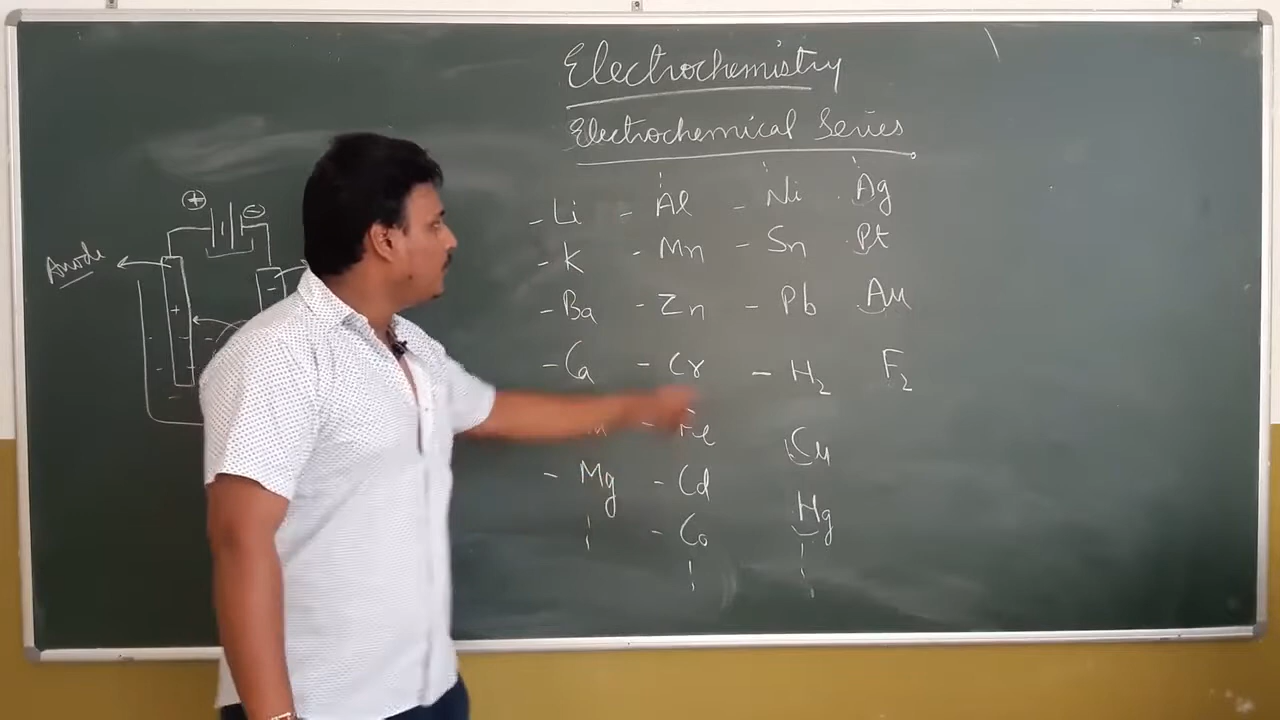 Electrochemistry
Electrochemical Series
- Li - Al - Ni Ag
- K - Mn - Sn Pt
- Ba - Zn - Pb Au
- Ca - Cr - H2 F2
- Fe Cu
- Mg - Cd Hg
- Co
Anode
+ -
+ -